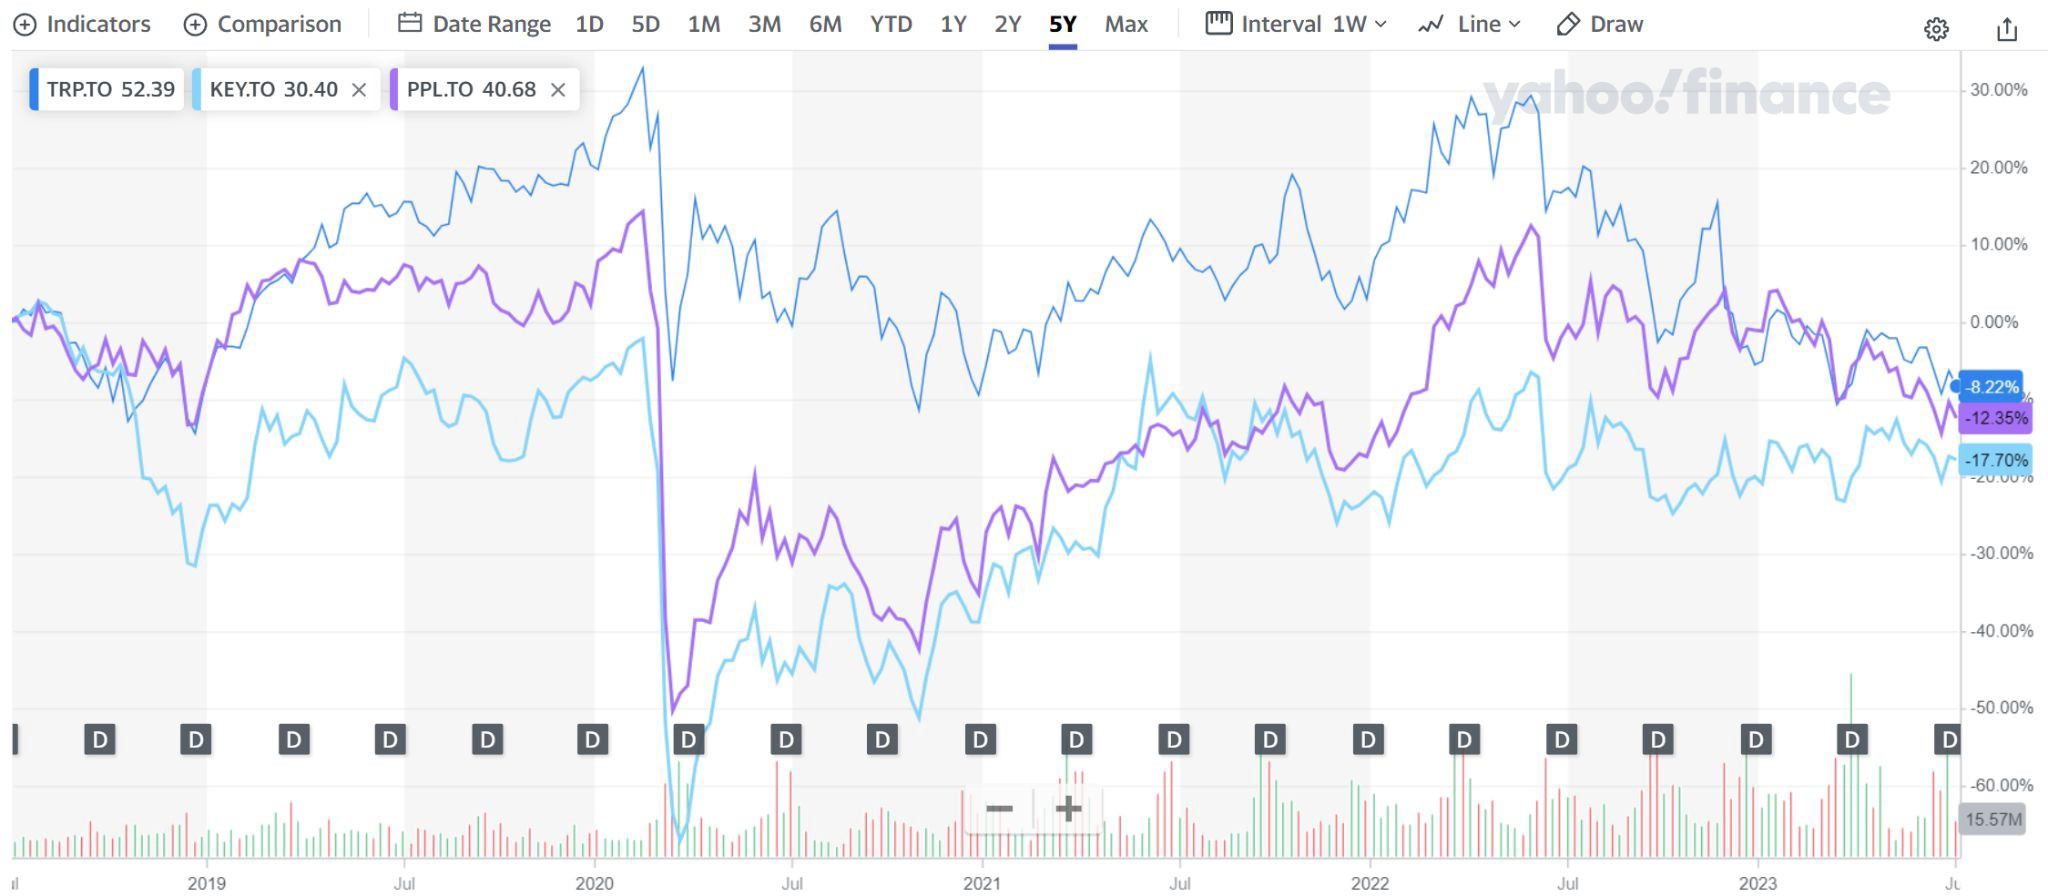 Indicators Comparison Date Range 1D 5D 1M 3M 6M YTD 1Y 2Y 5Y Max Interval 1W Line Draw
TRP.TO 52.39 KEY.TO 30.40 PPL.TO 40.68
yahoo!finance
30.00%
20.00%
10.00%
0.00%
-8.22%
-12.35%
-17.70%
-20.00%
-30.00%
-40.00%
-50.00%
D D D D D D D D D D D D D D D D D D D D
-60.00%
15.57M
2019 Jul 2020 Jul 2021 Jul 2022 Jul 2023